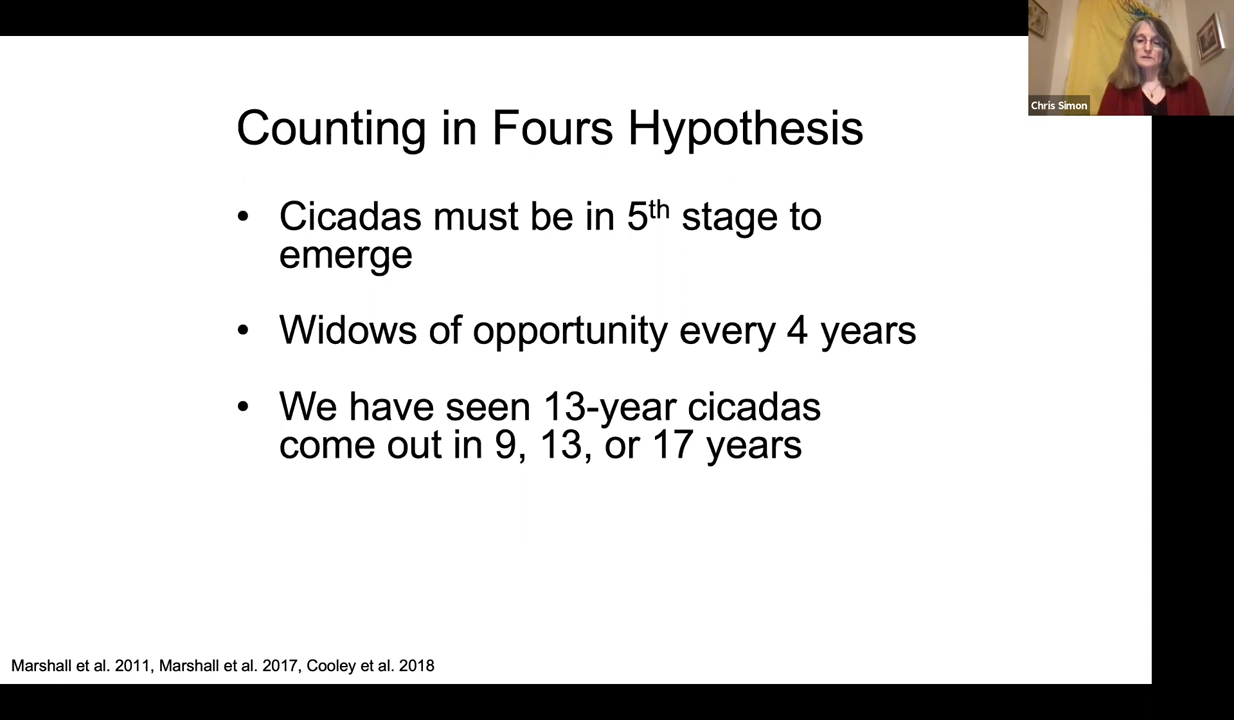 Chris Simon
Counting in Fours Hypothesis
• Cicadas must be in 5th stage to
emerge
• Widows of opportunity every 4 years
• We have seen 13-year cicadas
come out in 9, 13, or 17 years
Marshall et al. 2011, Marshall et al. 2017, Cooley et al. 2018